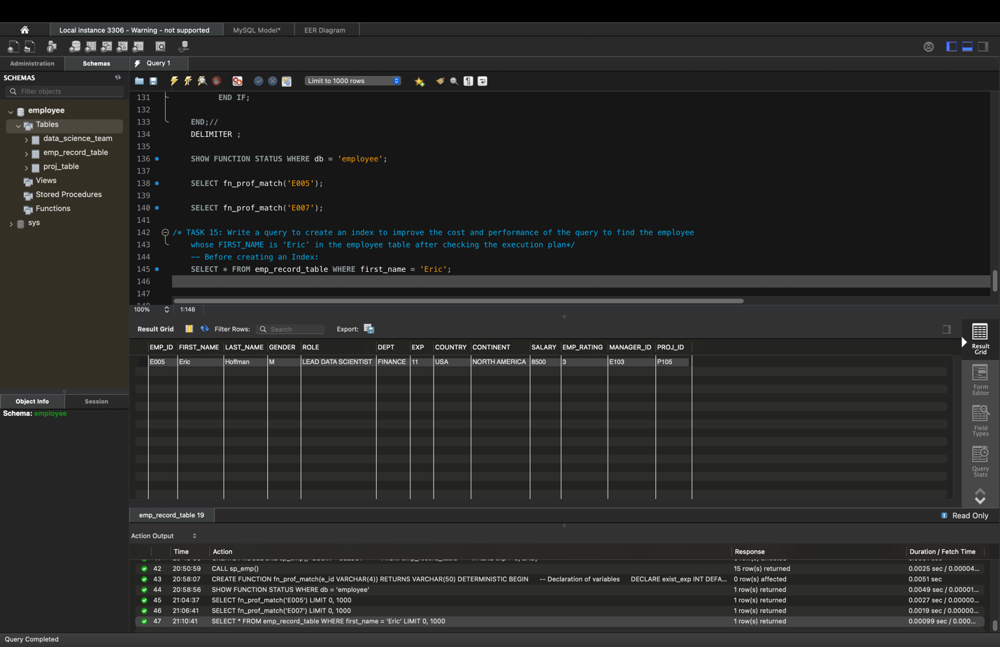 Local instance 3306 - Warning - not supported
MySQL Model*
EER Diagram
Administration
Schemas
Query 1
SCHEMAS
Filter objects
employee
Tables
data_science_team
emp_record_table
proj_table
Views
Stored Procedures
Functions
sys
Object Info
Session
Schema: employee
Limit to 1000 rows
131 END IF;
132
133 END;//
134 DELIMITER ;
135
136 SHOW FUNCTION STATUS WHERE db = 'employee';
137
138 SELECT fn_prof_match('E005');
139
140 SELECT fn_prof_match('E007');
141
142 /* TASK 15: Write a query to create an index to improve the cost and performance of the query to find the employee
143 whose FIRST_NAME is ‘Eric’ in the employee table after checking the execution plan*/
144 -- Before creating an Index:
145 SELECT * FROM emp_record_table WHERE first_name = 'Eric';
146
147
100% 1:146
Result Grid Filter Rows: Search Export:
EMP_ID FIRST_NAME LAST_NAME GENDER ROLE DEPT EXP COUNTRY CONTINENT SALARY EMP_RATING MANAGER_ID PROJ_ID
E005 Eric Hoffman M LEAD DATA SCIENTIST FINANCE 11 USA NORTH AMERICA 8500 3 E103 P105
Result
Grid
Form
Editor
Field
Types
Query
Stats
emp_record_table 19
Read Only
Action Output
Time Action Response Duration / Fetch Time
42 20:50:59 CALL sp_emp() 15 row(s) returned 0.0025 sec / 0.00004...
43 20:58:07 CREATE FUNCTION fn_prof_match(e_id VARCHAR(4)) RETURNS VARCHAR(50) DETERMINISTIC BEGIN -- Declaration of variables DECLARE exist_exp INT DEFA... 0 row(s) affected 0.0051 sec
44 20:58:56 SHOW FUNCTION STATUS WHERE db = 'employee' 1 row(s) returned 0.0049 sec / 0.00001...
45 21:04:37 SELECT fn_prof_match('E005') LIMIT 0, 1000 1 row(s) returned 0.0027 sec / 0.00000...
46 21:06:41 SELECT fn_prof_match('E007') LIMIT 0, 1000 1 row(s) returned 0.0019 sec / 0.00000...
47 21:10:41 SELECT * FROM emp_record_table WHERE first_name = 'Eric' LIMIT 0, 1000 1 row(s) returned 0.00099 sec / 0.000...
Query Completed